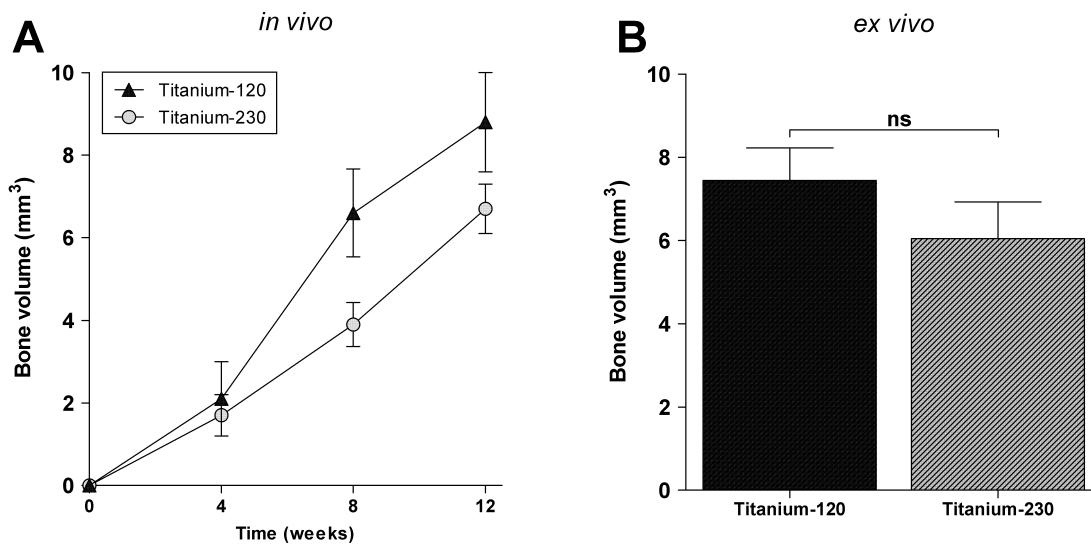 A
in vivo
Titanium-120
Titanium-230
Bone volume (mm³)
10
8
6
4
2
0
0 4 8 12
Time (weeks)
B
ex vivo
Bone volume (mm³)
10
8
6
4
2
0
ns
Titanium-120 Titanium-230